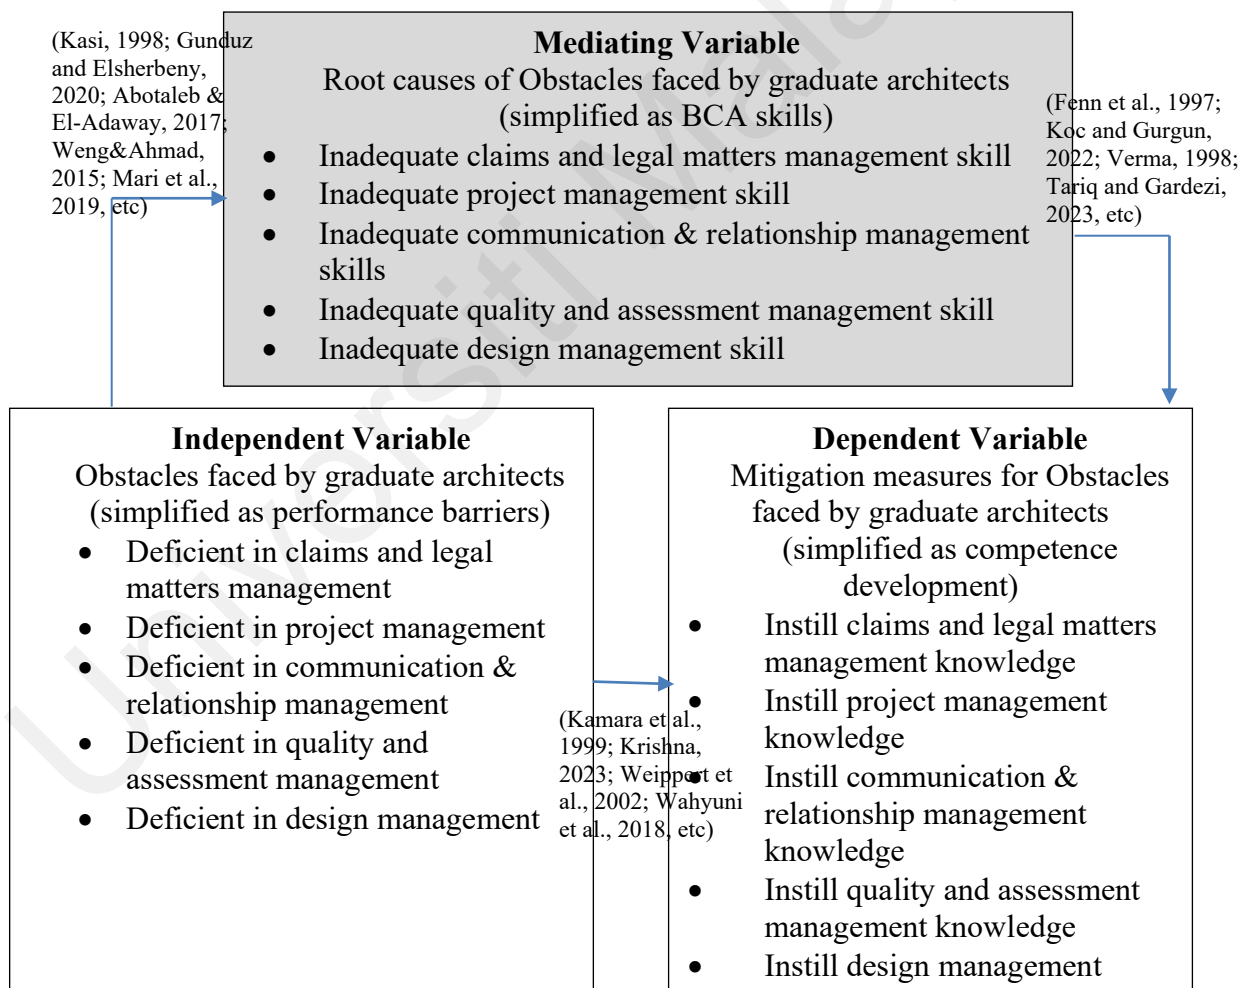 (Kasi, 1998; Gunduz
and Elsherbeny,
2020; Abotaleb &
El-Adaway, 2017;
Weng&Ahmad,
2015; Mari et al.,
2019, etc)
Mediating Variable
Root causes of Obstacles faced by graduate architects
(simplified as BCA skills)
• Inadequate claims and legal matters management skill
• Inadequate project management skill
• Inadequate communication & relationship management
skills
• Inadequate quality and assessment management skill
• Inadequate design management skill
(Fenn et al., 1997;
Koc and Gurgun,
2022; Verma, 1998;
Tariq and Gardezi,
2023, etc)
Independent Variable
Obstacles faced by graduate architects
(simplified as performance barriers)
• Deficient in claims and legal
matters management
• Deficient in project management
• Deficient in communication &
relationship management
• Deficient in quality and
assessment management
• Deficient in design management
(Kamara et al.,
1999; Krishna,
2023; Weippert et
al., 2002; Wahyuni
et al., 2018, etc)
Dependent Variable
Mitigation measures for Obstacles
faced by graduate architects
(simplified as competence
development)
• Instill claims and legal matters
management knowledge
• Instill project management
knowledge
• Instill communication &
relationship management
knowledge
• Instill quality and assessment
management knowledge
• Instill design management
Universiti Mala